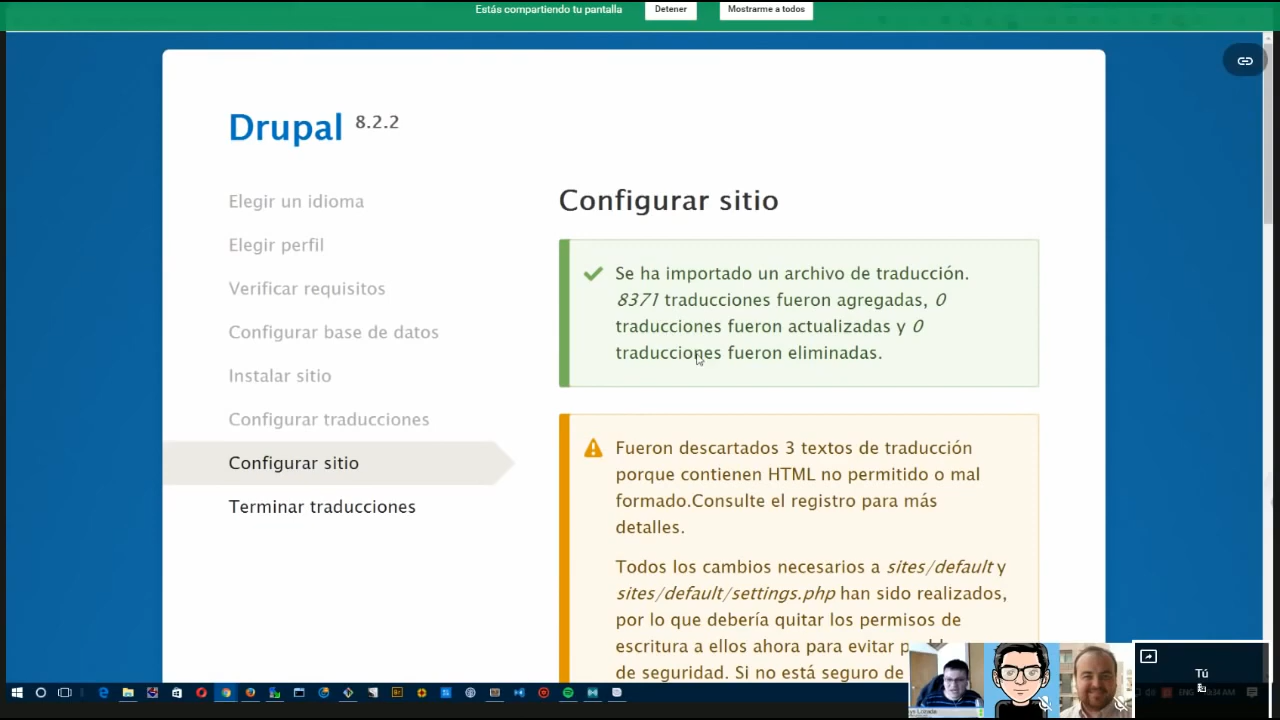 Estás compartiendo tu pantalla
Detener
Mostrarme a todos
Drupal 8.2.2
Elegir un idioma
Elegir perfil
Verificar requisitos
Configurar base de datos
Instalar sitio
Configurar traducciones
Configurar sitio
Terminar traducciones
Configurar sitio
Se ha importado un archivo de traducción.
8371 traducciones fueron agregadas, 0
traducciones fueron actualizadas y 0
traducciones fueron eliminadas.
Fueron descartados 3 textos de traducción
porque contienen HTML no permitido o mal
formado.Consulte el registro para más
detalles.
Todos los cambios necesarios a sites/default y
sites/default/settings.php han sido realizados,
por lo que debería quitar los permisos de
escritura a ellos ahora para evitar
de seguridad. Si no está seguro de
Tú
ENG